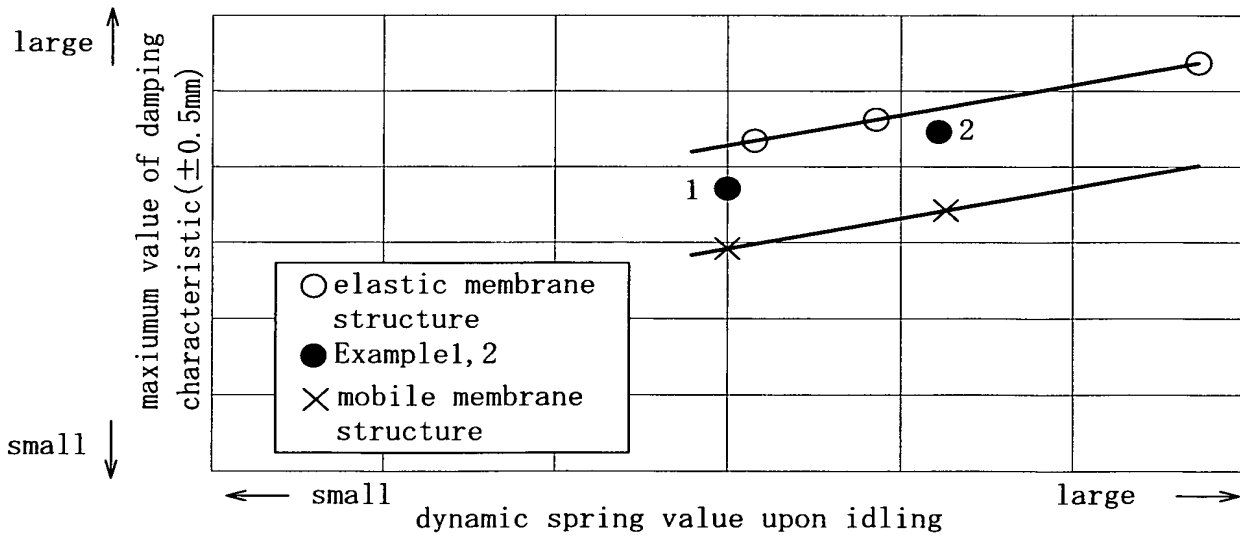 large
maxiumum value of damping
characteristic(±0.5mm)
small
1
2
elastic membrane
structure
Example1,2
mobile membrane
structure
small
large
dynamic spring value upon idling